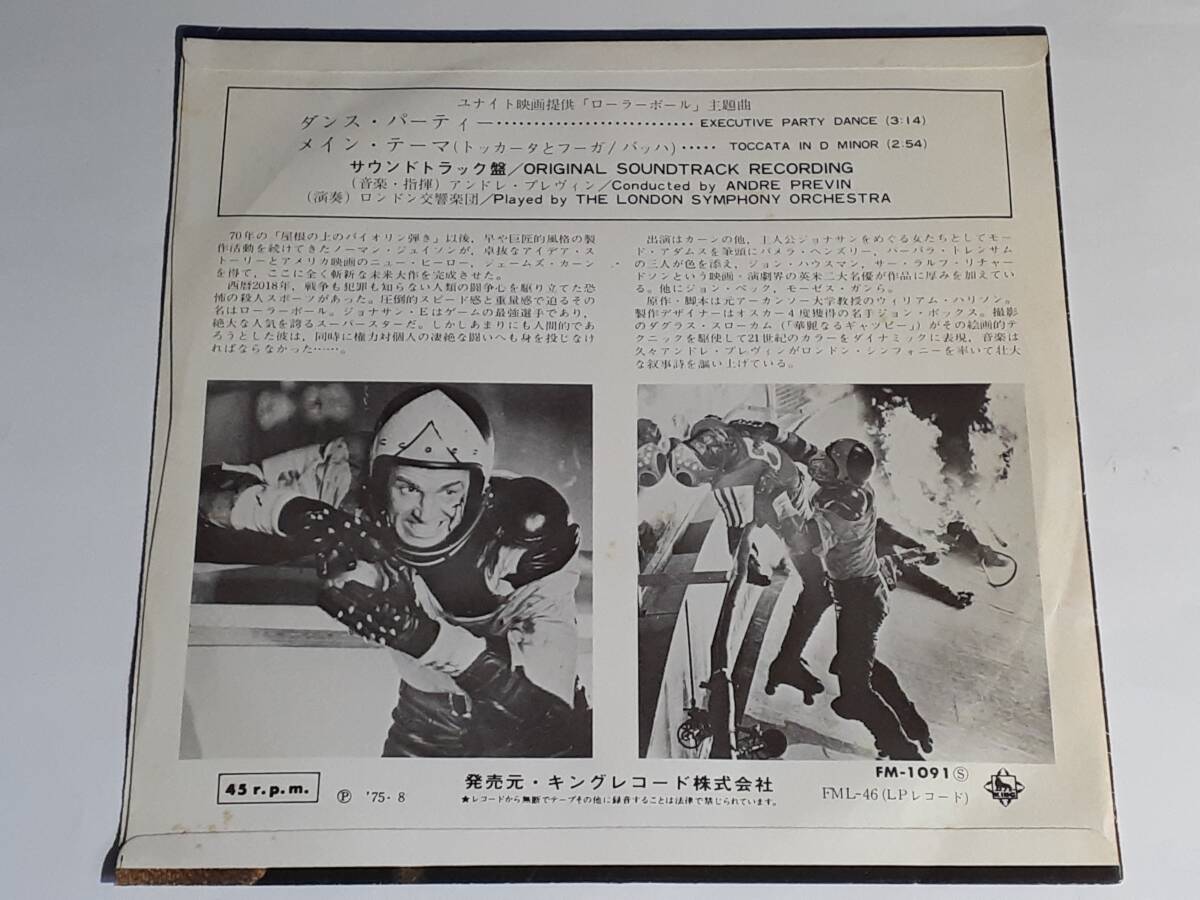 ユナイト映画提供「ローラーボール」主題曲
ダンス・パーティー…………………… EXECUTIVE PARTY DANCE (3:14)
メイン・テーマ(トッカータとフーガ/バッハ)····· TOCCATA IN D MINOR (2:54)
サウンドトラック盤/ORIGINAL SOUNDTRACK RECORDING
(音楽・指揮)アンドレ・プレヴィン/Conducted by ANDRE PREVIN
(演奏)ロンドン交響楽団/Played by THE LONDON SYMPHONY ORCHESTRA
70年の「屋根の上のバイオリン弾き」以後,早や巨匠的風格の製
作活動を続けてきたノーマン・ジェイソンが,卓抜なアイデア・ス
トーリーとアメリカ映画のニュー・ヒーロー,ジェームズ・カーン
を得て,ここに全く斬新な未来大作を完成させた。
西暦2018年,戦争も犯罪も知らない人類の闘争心を駆り立てた恐
怖の殺人スポーツがあった。圧倒的スピード感と重量感で迫るその
名はローラーボール。ジョナサン・Eはゲームの最強選手であり,
絶大な人気を誇るスーパースターだ。しかしあまりにも人間的であ
ろうとした彼は,同時に権力対個人の凄絶な闘いへも身を投じなけ
ればならなかった……。
出演はカーンの他,主人公ジョナサンをめぐる女たちとしてモー
ド・アダムスを筆頭にパメラ・ヘンズリー,バーバラ・トレンサム
の三人が色を添え,ジョン・ハウスマン,サー・ラルフ・リチャー
ドソンという映画・演劇界の英米二大名優が作品に厚みを加えてい
る。他にジョン・ベック,モーゼス・ガンら。
原作・脚本は元アーカンソー大学教授のウィリアム・ハリソン。
製作デザイナーはオスカー4度獲得の名手ジョン・ボックス。撮影
のダグラス・スローカム(「華麗なるギャツビー」)がその絵画的テ
クニックを駆使して21世紀のカラーをダイナミックに表現,音楽は
久々アンドレ・プレヴィンがロンドン・シンフォニーを率いて壮大
な叙事詩を謳い上げている。
45 r.p.m.
Ⓟ '75・8
発売元・キングレコード株式会社
★レコードから無断でテープその他に録音することは法律で禁じられています。
FM-1091Ⓢ
FML-46(LPレコード)
KING